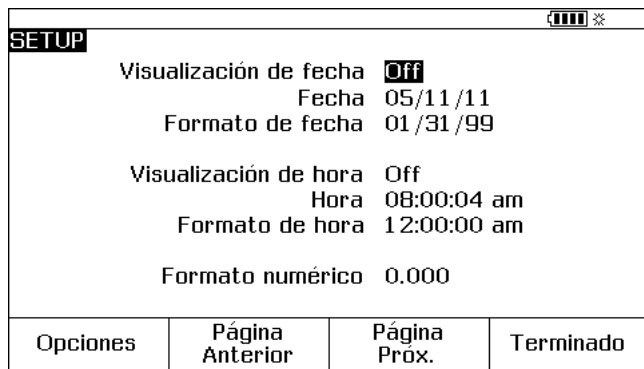 SETUP
Visualización de fecha Off
Fecha 05/11/11
Formato de fecha 01/31/99
Visualización de hora Off
Hora 08:00:04 am
Formato de hora 12:00:00 am
Formato numérico 0.000
Opciones
Página Anterior
Página Próx.
Terminado